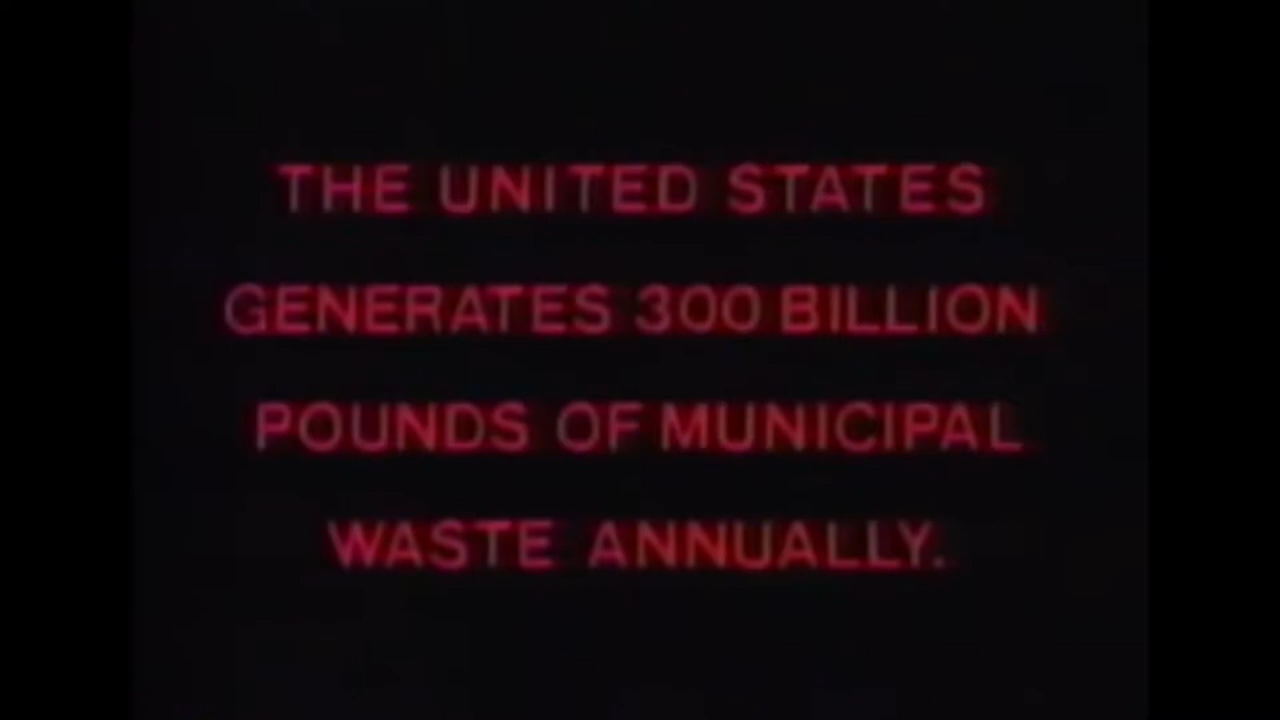 THE UNITED STATES
GENERATES 300 BILLION
POUNDS OF MUNICIPAL
WASTE ANNUALLY.